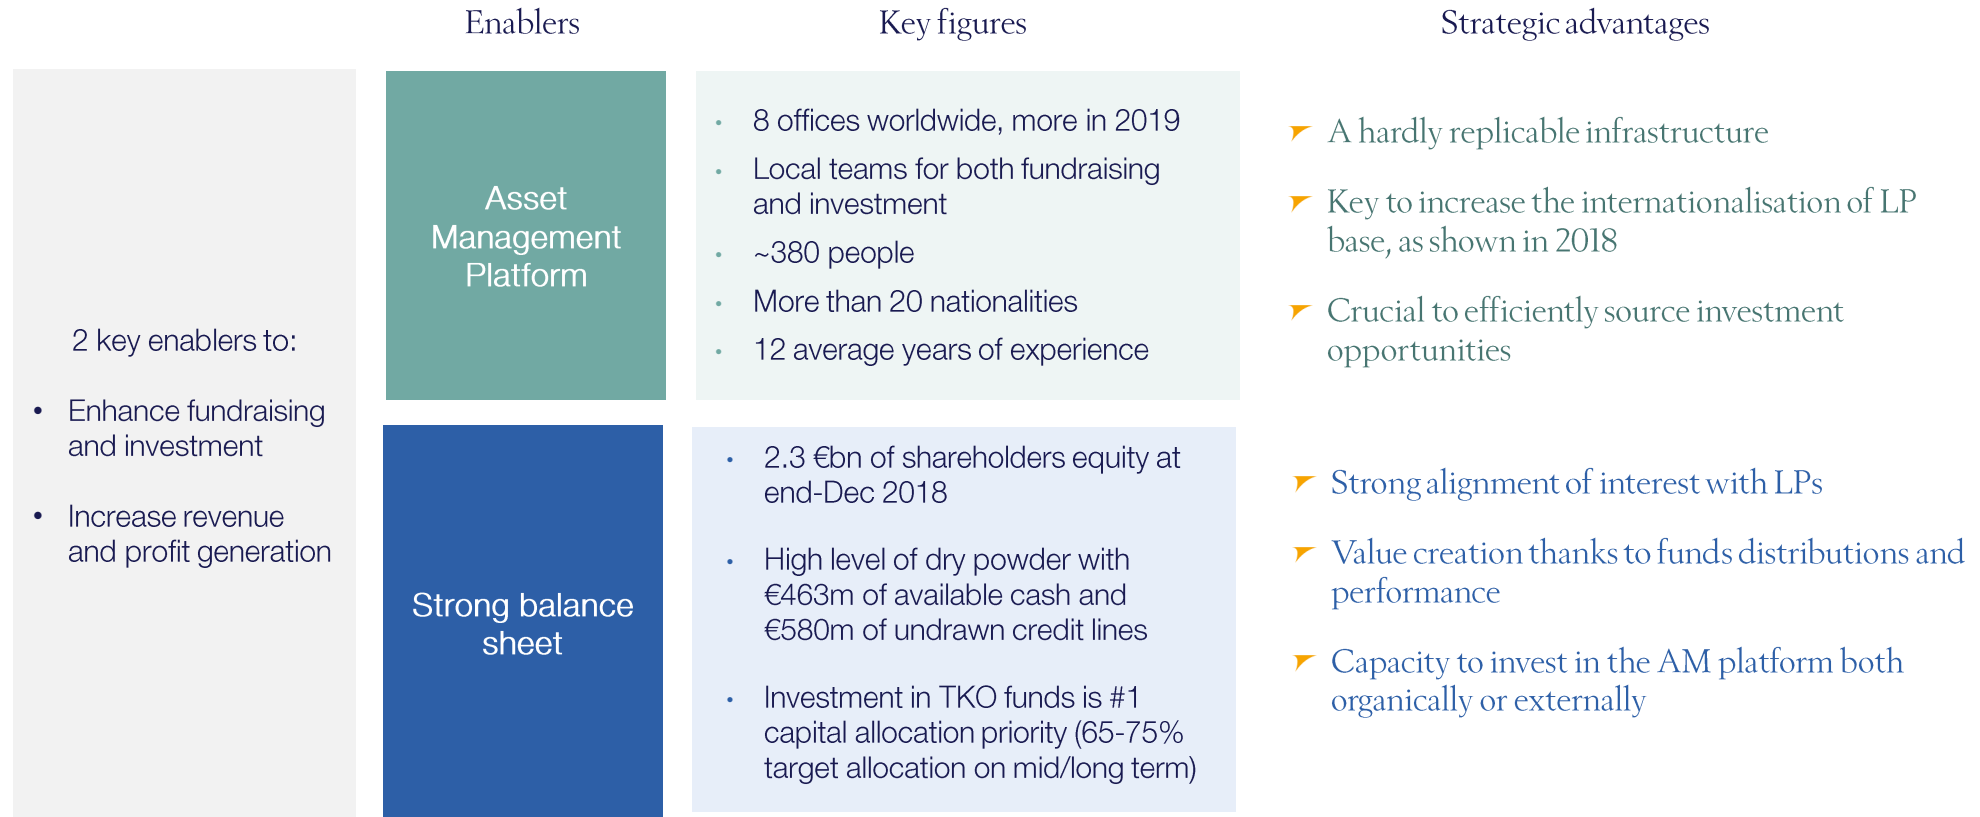 Enablers
Key figures
Strategic advantages
2 key enablers to:
• Enhance fundraising
and investment
• Increase revenue
and profit generation
Asset
Management
Platform
• 8 offices worldwide, more in 2019
• Local teams for both fundraising
and investment
• ~380 people
• More than 20 nationalities
• 12 average years of experience
A hardly replicable infrastructure
Key to increase the internationalisation of LP
base, as shown in 2018
Crucial to efficiently source investment
opportunities
Strong balance
sheet
• 2.3 €bn of shareholders equity at
end-Dec 2018
• High level of dry powder with
€463m of available cash and
€580m of undrawn credit lines
• Investment in TKO funds is #1
capital allocation priority (65-75%
target allocation on mid/long term)
Strong alignment of interest with LPs
Value creation thanks to funds distributions and
performance
Capacity to invest in the AM platform both
organically or externally